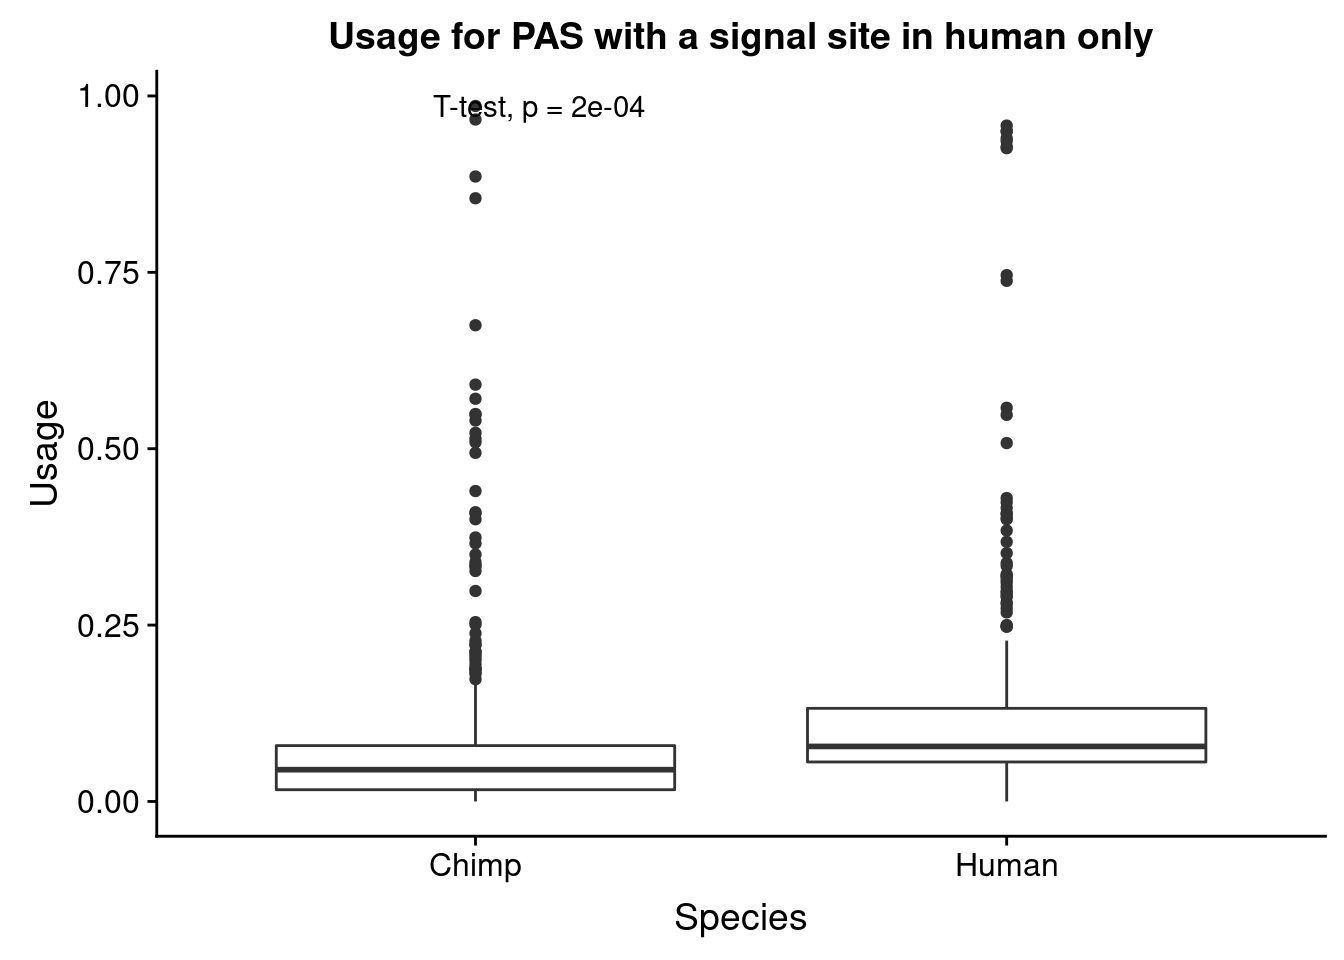 Usage for PAS with a signal site in human only
T-test, p = 2e-04
1.00
0.75
0.50
0.25
0.00
Usage
Chimp Human
Species